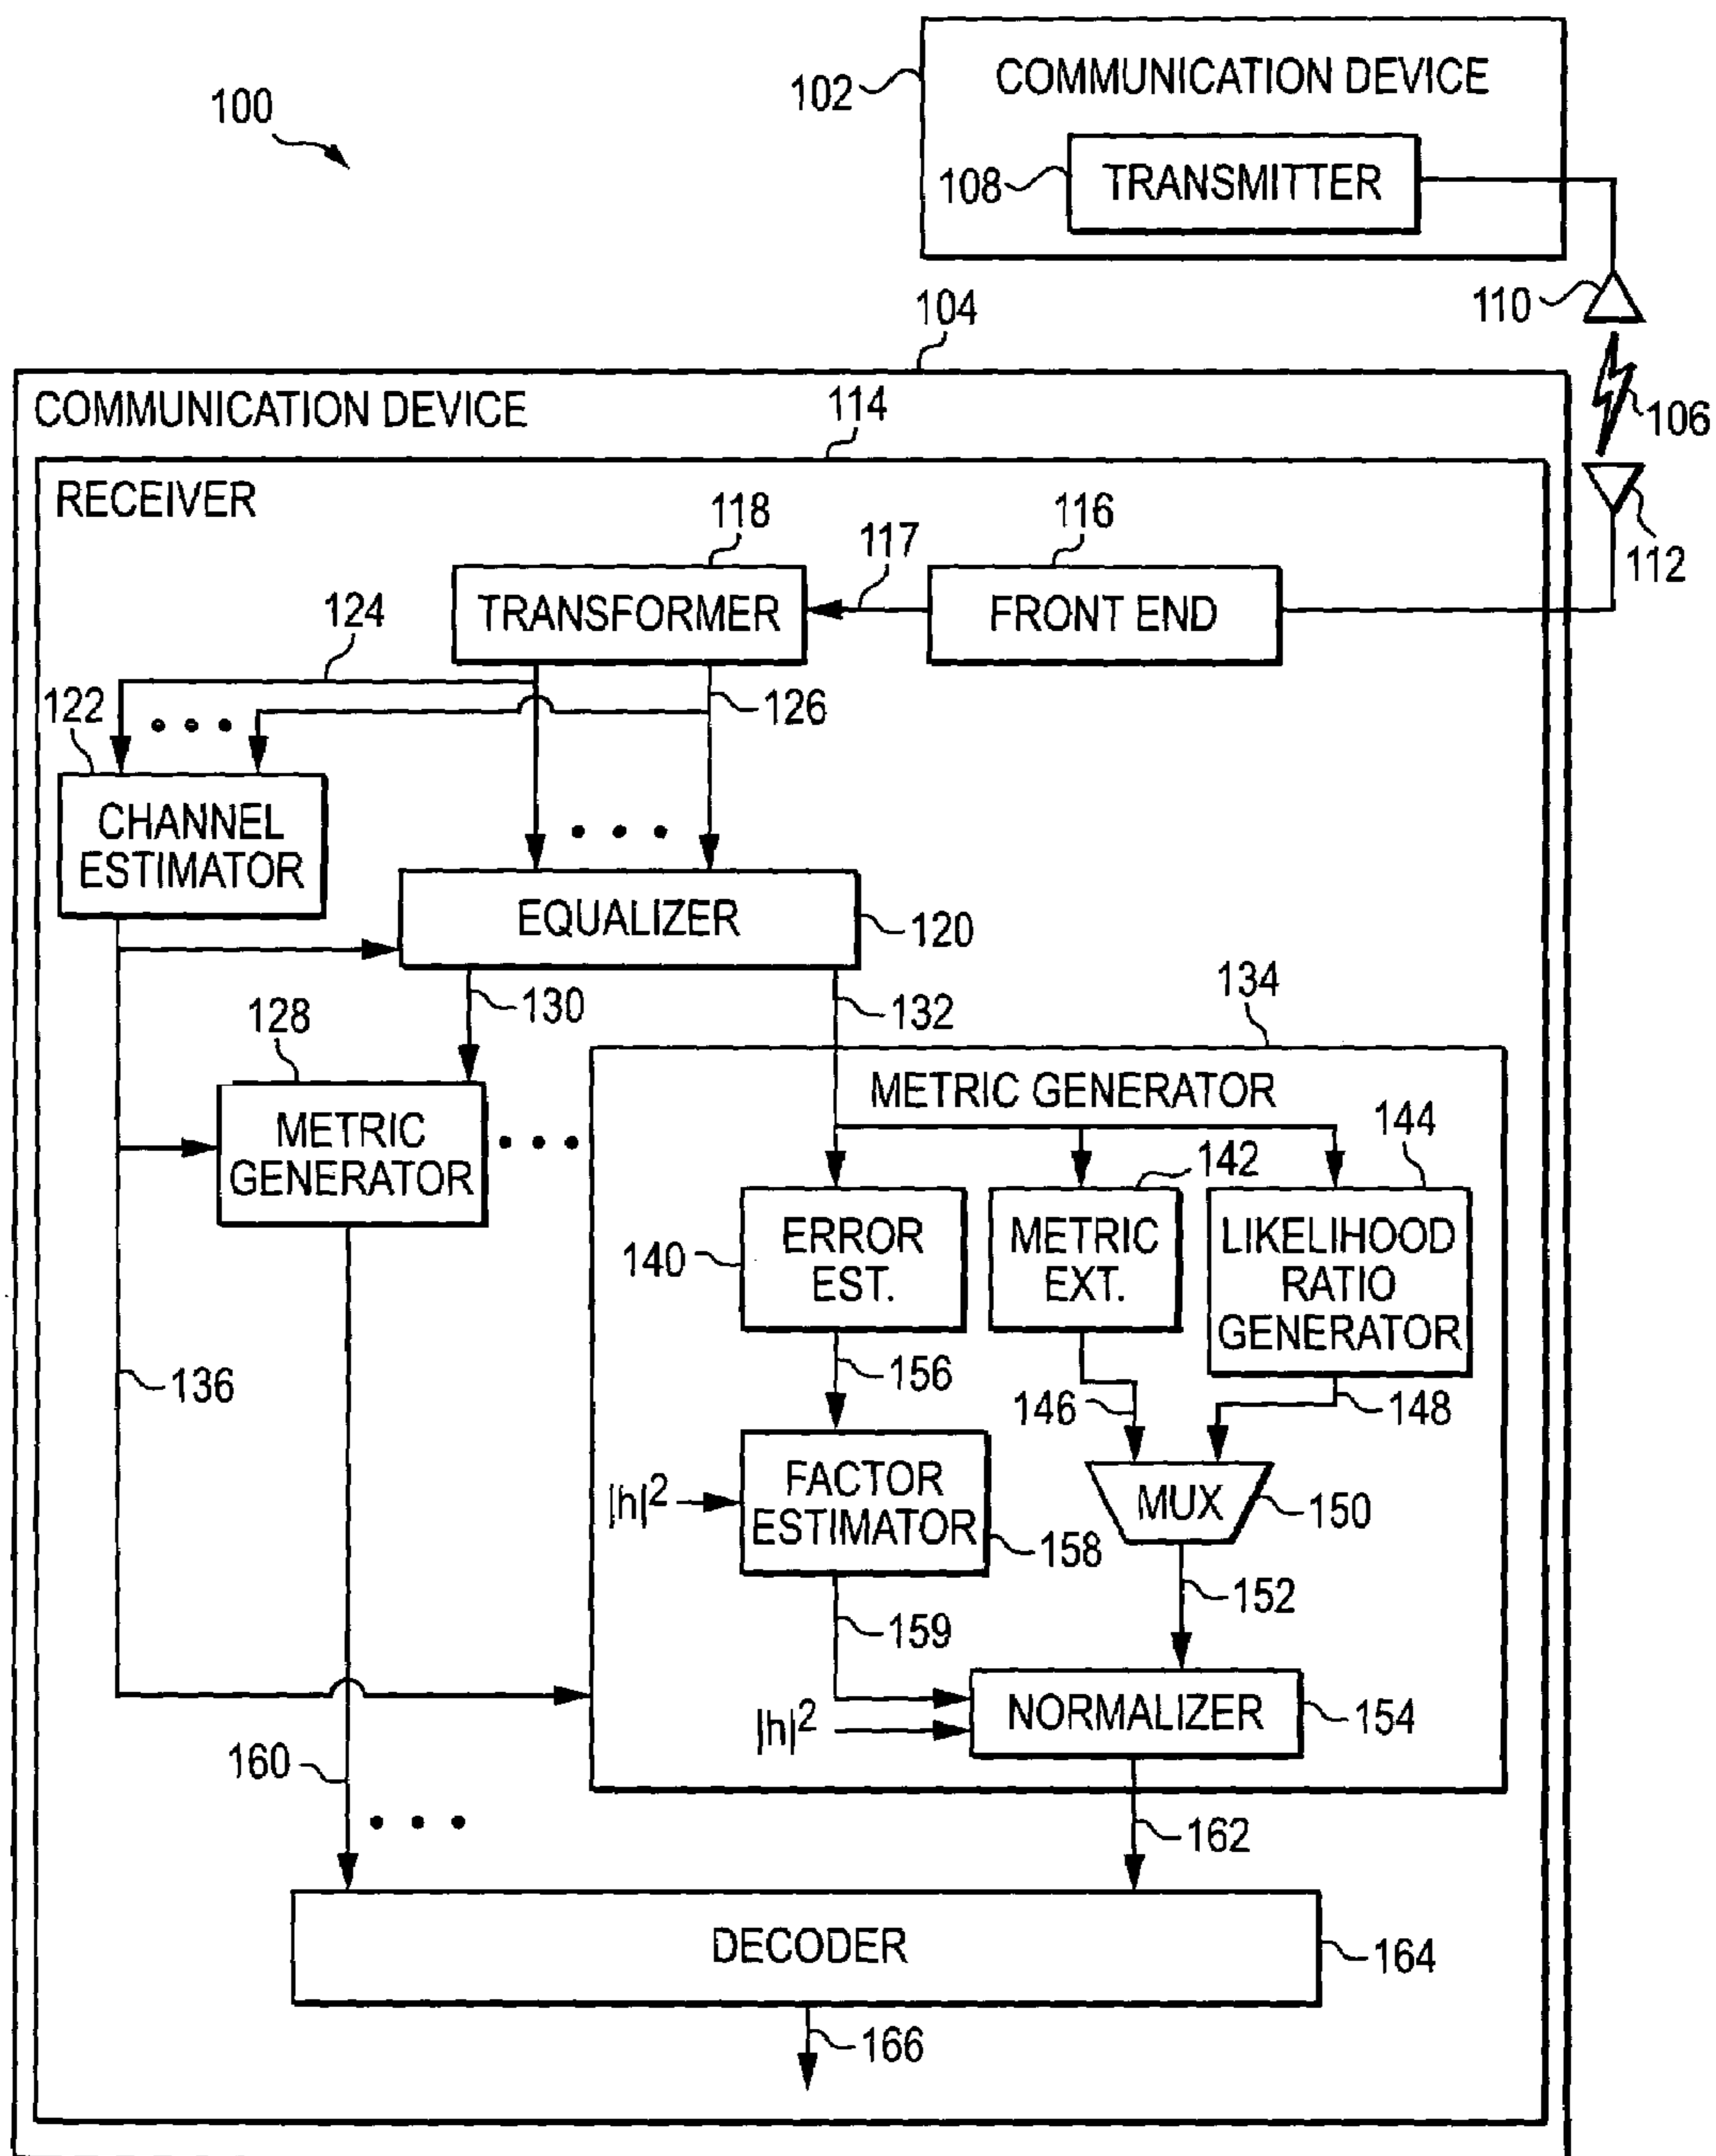 COMMUNICATION DEVICE
102
100
108
TRANSMITTER
110
104
COMMUNICATION DEVICE
114
106
RECEIVER
118
117
116
112
TRANSFORMER
FRONT END
124
122
126
CHANNEL
ESTIMATOR
EQUALIZER
120
130
132
134
128
METRIC GENERATOR
METRIC
GENERATOR
144
142
140
ERROR
EST.
METRIC
EXT.
LIKELIHOOD
RATIO
GENERATOR
136
156
146
148
|h|2
FACTOR
ESTIMATOR
158
MUX
150
152
159
|h|2
NORMALIZER
154
160
162
DECODER
164
166